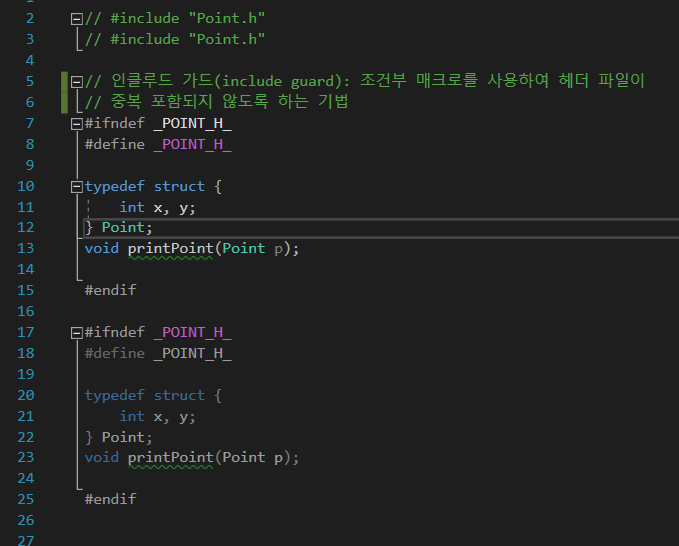 2 // #include "Point.h"
3 // #include "Point.h"
4
5 // 인클루드 가드(include guard): 조건부 매크로를 사용하여 헤더 파일이
6 // 중복 포함되지 않도록 하는 기법
7 #ifndef _POINT_H_
8 #define _POINT_H_
9
10 typedef struct {
11 int x, y;
12 } Point;
13 void printPoint(Point p);
14
15 #endif
16
17 #ifndef _POINT_H_
18 #define _POINT_H_
19
20 typedef struct {
21 int x, y;
22 } Point;
23 void printPoint(Point p);
24
25 #endif
26
27